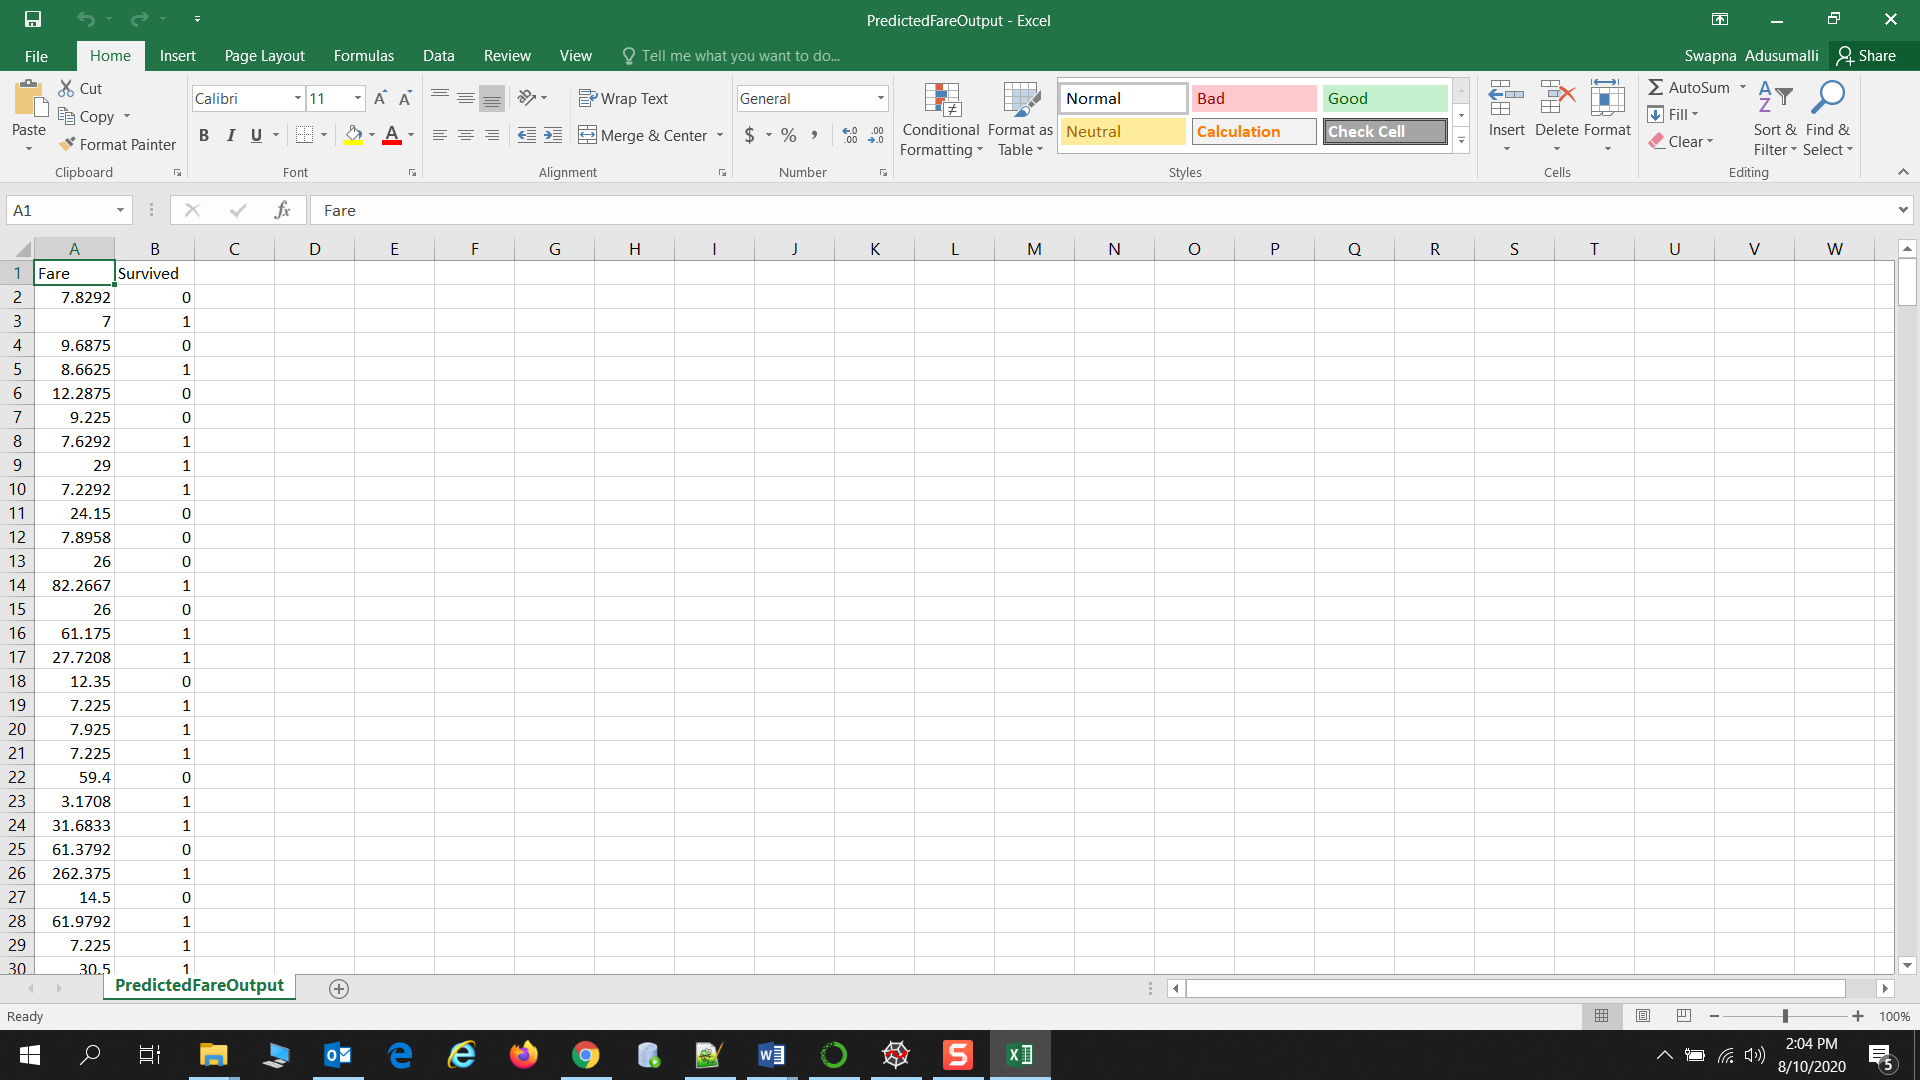 PredictedFareOutput - Excel
File Home Insert Page Layout Formulas Data Review View Tell me what you want to do... Swapna Adusumalli Share
Paste Cut Copy Format Painter
Clipboard
Calibri 11
B I U A
Font
Wrap Text
Merge & Center
Alignment
General
$ % ,
Number
Conditional Formatting
Format as Table
Normal Bad Good
Neutral Calculation Check Cell
Styles
Insert Delete Format
Cells
AutoSum
Fill
Clear
Sort & Filter
Find & Select
Editing
A1 fx Fare
A B C D E F G H I J K L M N O P Q R S T U V W
1 Fare Survived
2 7.8292 0
3 7 1
4 9.6875 0
5 8.6625 1
6 12.2875 0
7 9.225 0
8 7.6292 1
9 29 1
10 7.2292 1
11 24.15 0
12 7.8958 0
13 26 0
14 82.2667 1
15 26 0
16 61.175 1
17 27.7208 1
18 12.35 0
19 7.225 1
20 7.925 1
21 7.225 1
22 59.4 0
23 3.1708 1
24 31.6833 1
25 61.3792 0
26 262.375 1
27 14.5 0
28 61.9792 1
29 7.225 1
30 30.5 1
PredictedFareOutput
Ready 100%
2:04 PM
8/10/2020
5